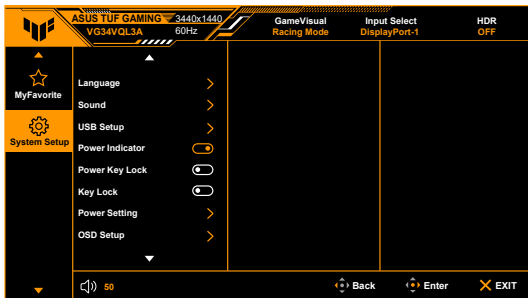 ASUS TUF GAMING 3440x1440 GameVisual Input Select HDR
VG34VQL3A 60Hz Racing Mode DisplayPort-1 OFF
MyFavorite
System Setup
Language
Sound
USB Setup
Power Indicator
Power Key Lock
Key Lock
Power Setting
OSD Setup
50 Back Enter EXIT